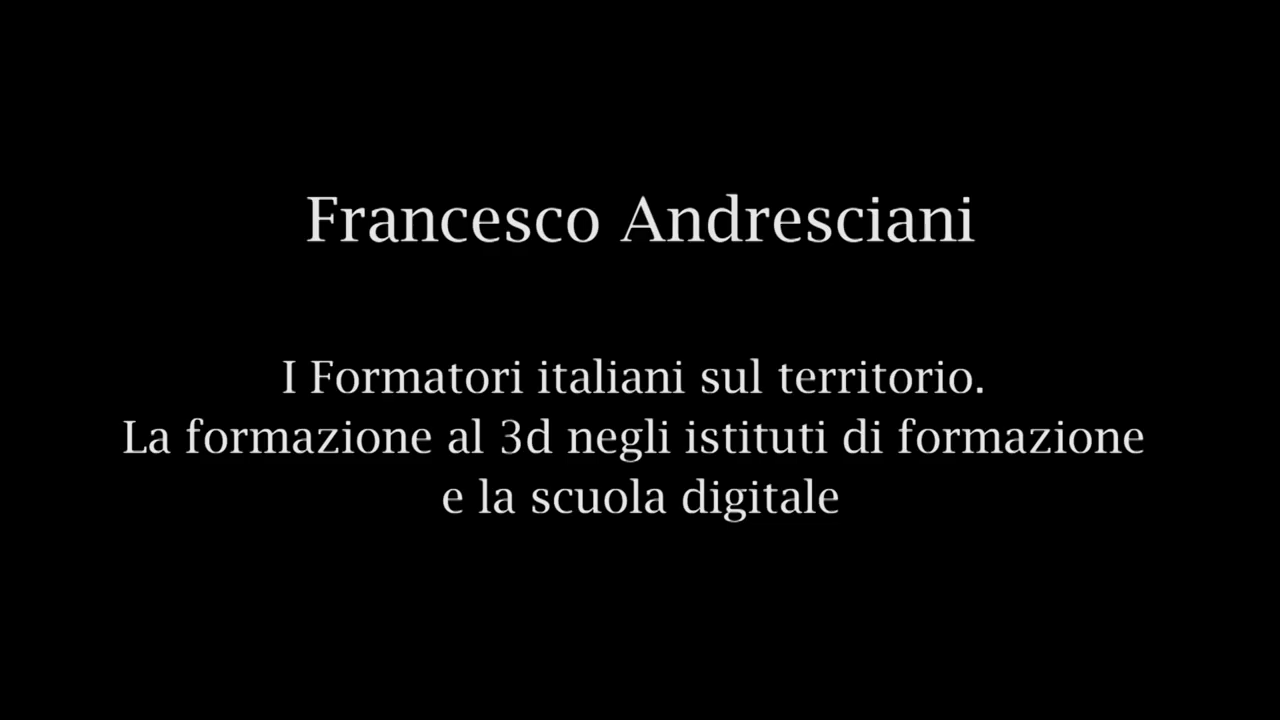 Francesco Andresciani
I Formatori italiani sul territorio.
La formazione al 3d negli istituti di formazione
e la scuola digitale